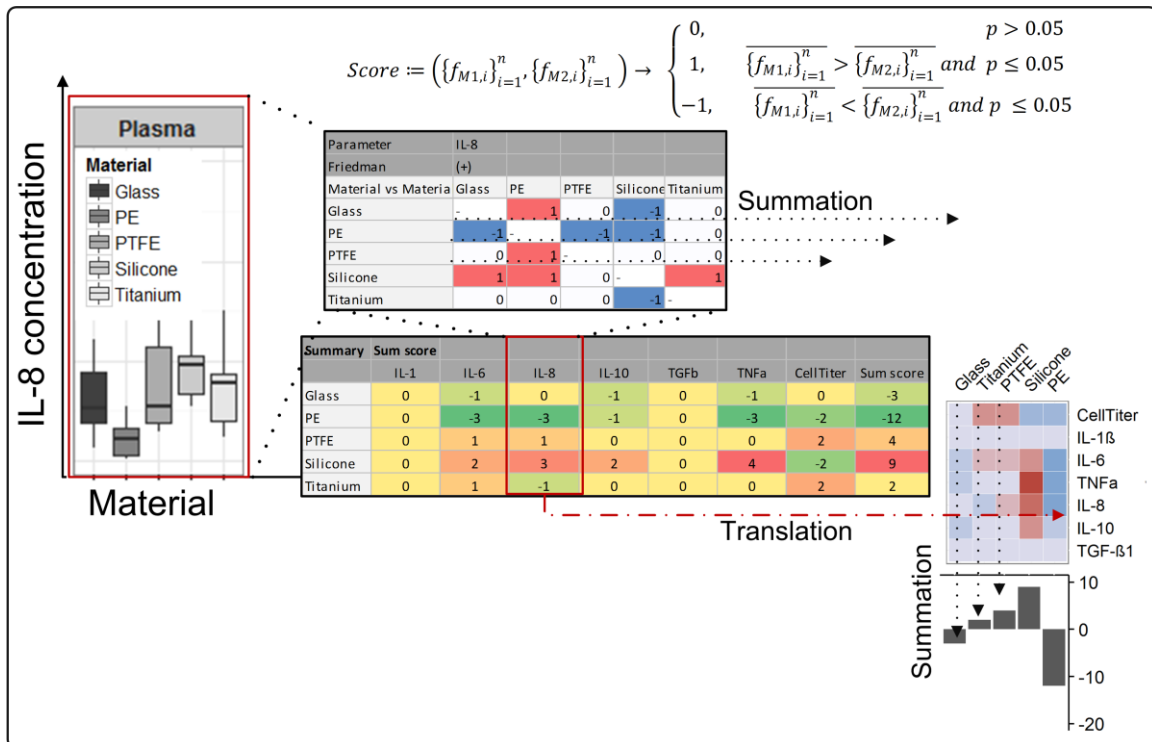 Score ≔ ({f_{M1,i}}_{i=1}^{n}, {f_{M2,i}}_{i=1}^{n}) → { 0, p > 0.05
1, \overline{{f_{M1,i}}_{i=1}^{n}} > \overline{{f_{M2,i}}_{i=1}^{n}} and p ≤ 0.05
−1, \overline{{f_{M1,i}}_{i=1}^{n}} < \overline{{f_{M2,i}}_{i=1}^{n}} and p ≤ 0.05
IL-8 concentration
Plasma
Material
Glass
PE
PTFE
Silicone
Titanium
Material
Parameter IL-8
Friedman (+)
Material vs Materia Glass PE PTFE Silicone Titanium
Glass - 1 0 -1 0
PE -1 - -1 -1 0
PTFE 0 1 - 0 0
Silicone 1 1 0 - 1
Titanium 0 0 0 -1 -
Summation
Summary Sum score
IL-1 IL-6 IL-8 IL-10 TGFb TNFa CellTiter Sum score
Glass 0 -1 0 -1 0 -1 0 -3
PE 0 -3 -3 -1 0 -3 -2 -12
PTFE 0 1 1 0 0 0 2 4
Silicone 0 2 3 2 0 4 -2 9
Titanium 0 1 -1 0 0 0 2 2
Translation
Glass
Titanium
PTFE
Silicone
PE
CellTiter
IL-1ß
IL-6
TNFa
IL-8
IL-10
TGF-ß1
Summation
10
0
-10
-20